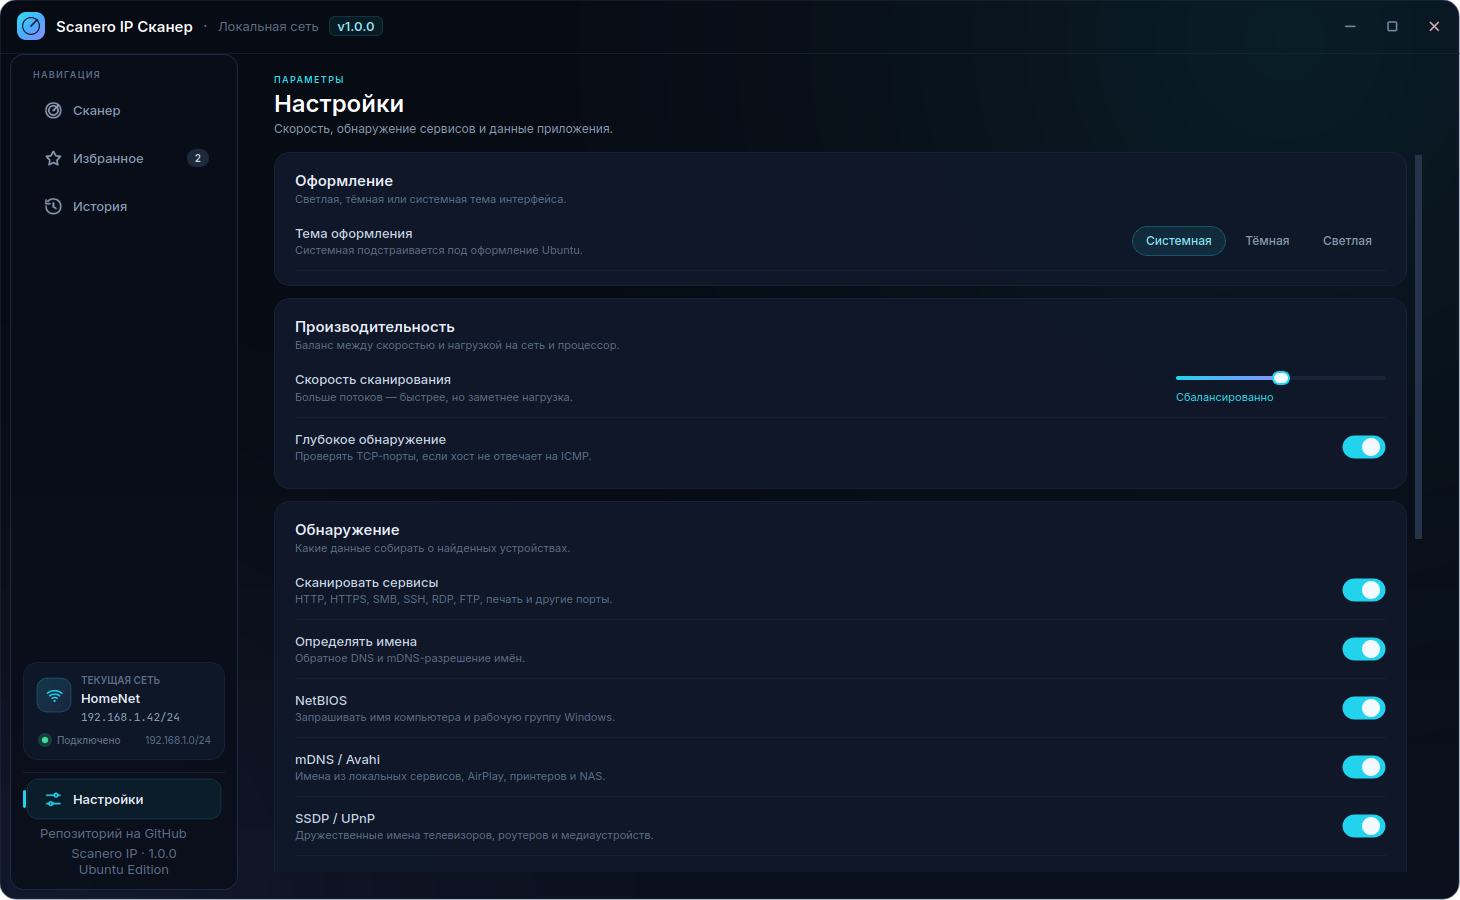 Scanero IP Сканер · Локальная сеть v1.0.0
НАВИГАЦИЯ
Сканер
Избранное 2
История
ТЕКУЩАЯ СЕТЬ
HomeNet
192.168.1.42/24
Подключено 192.168.1.0/24
Настройки
Репозиторий на GitHub
Scanero IP · 1.0.0
Ubuntu Edition
ПАРАМЕТРЫ
Настройки
Скорость, обнаружение сервисов и данные приложения.
Оформление
Светлая, тёмная или системная тема интерфейса.
Тема оформления
Системная подстраивается под оформление Ubuntu.
Системная Тёмная Светлая
Производительность
Баланс между скоростью и нагрузкой на сеть и процессор.
Скорость сканирования
Больше потоков — быстрее, но заметнее нагрузка.
Сбалансированно
Глубокое обнаружение
Проверять TCP-порты, если хост не отвечает на ICMP.
Обнаружение
Какие данные собирать о найденных устройствах.
Сканировать сервисы
HTTP, HTTPS, SMB, SSH, RDP, FTP, печать и другие порты.
Определять имена
Обратное DNS и mDNS-разрешение имён.
NetBIOS
Запрашивать имя компьютера и рабочую группу Windows.
mDNS / Avahi
Имена из локальных сервисов, AirPlay, принтеров и NAS.
SSDP / UPnP
Дружественные имена телевизоров, роутеров и медиаустройств.